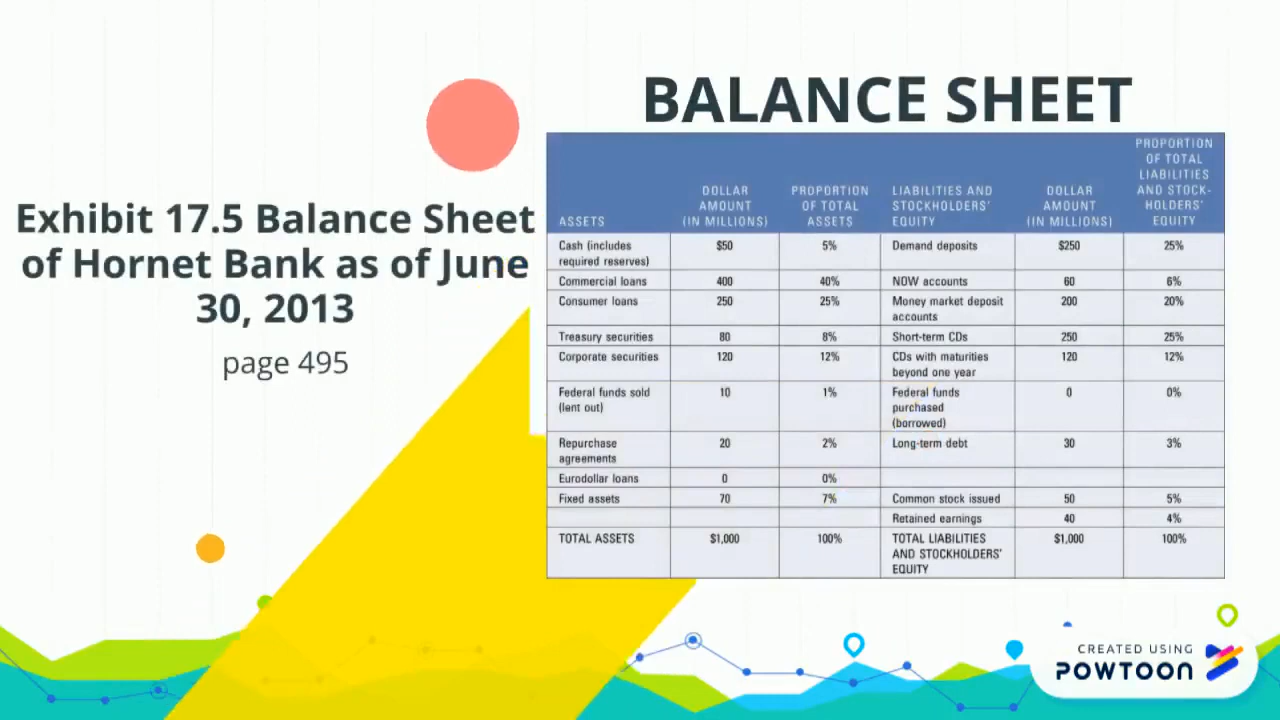 BALANCE SHEET
Exhibit 17.5 Balance Sheet
of Hornet Bank as of June
30, 2013
page 495
ASSETS
DOLLAR
AMOUNT
(IN MILLIONS)
PROPORTION
OF TOTAL
ASSETS
LIABILITIES AND
STOCKHOLDERS'
EQUITY
DOLLAR
AMOUNT
(IN MILLIONS)
PROPORTION
OF TOTAL
LIABILITIES
AND STOCK-
HOLDERS'
EQUITY
Cash (includes
required reserves)
$50
5%
Demand deposits
$250
25%
Commercial loans
400
40%
NOW accounts
60
6%
Consumer loans
250
25%
Money market deposit
accounts
200
20%
Treasury securities
80
8%
Short-term CDs
250
25%
Corporate securities
120
12%
CDs with maturities
beyond one year
120
12%
Federal funds sold
(lent out)
10
1%
Federal funds
purchased
(borrowed)
0
0%
Repurchase
agreements
20
2%
Long-term debt
30
3%
Eurodollar loans
0
0%
Fixed assets
70
7%
Common stock issued
50
5%
Retained earnings
40
4%
TOTAL ASSETS
$1,000
100%
TOTAL LIABILITIES
AND STOCKHOLDERS'
EQUITY
$1,000
100%
CREATED USING
POWTOON